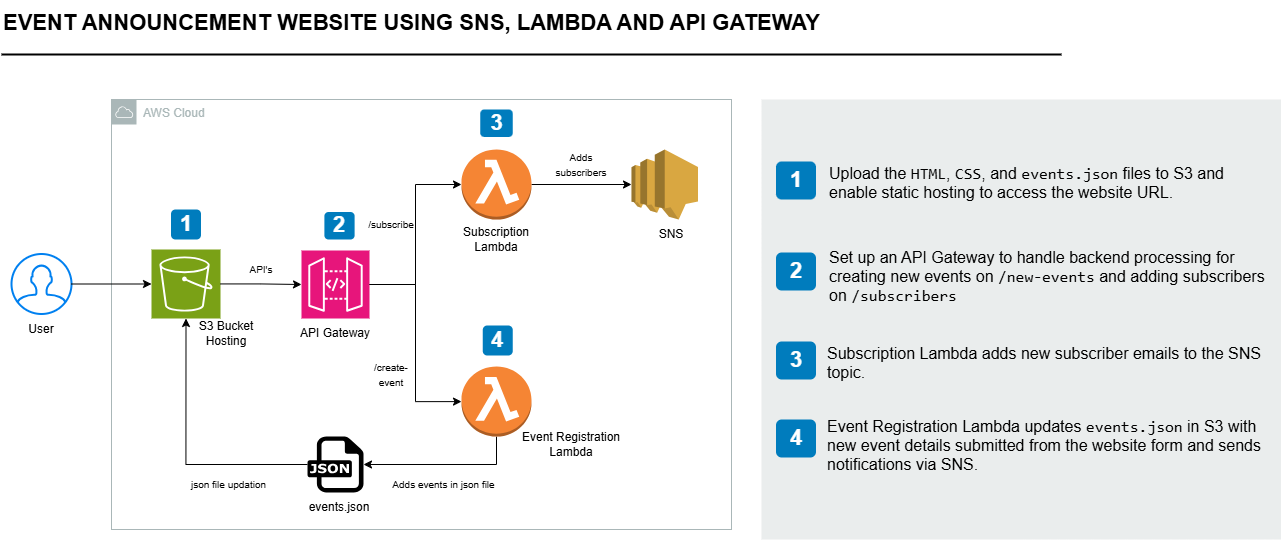 EVENT ANNOUNCEMENT WEBSITE USING SNS, LAMBDA AND API GATEWAY
AWS Cloud
3
Adds
subscribers
/subscribe
Subscription
Lambda
SNS
1
2
API's
User
S3 Bucket
Hosting
API Gateway
4
/create-
event
Event Registration
Lambda
JSON
json file updation
Adds events in json file
events.json
1
Upload the HTML, CSS, and events.json files to S3 and
enable static hosting to access the website URL.
2
Set up an API Gateway to handle backend processing for
creating new events on /new-events and adding subscribers
on /subscribers
3
Subscription Lambda adds new subscriber emails to the SNS
topic.
4
Event Registration Lambda updates events.json in S3 with
new event details submitted from the website form and sends
notifications via SNS.